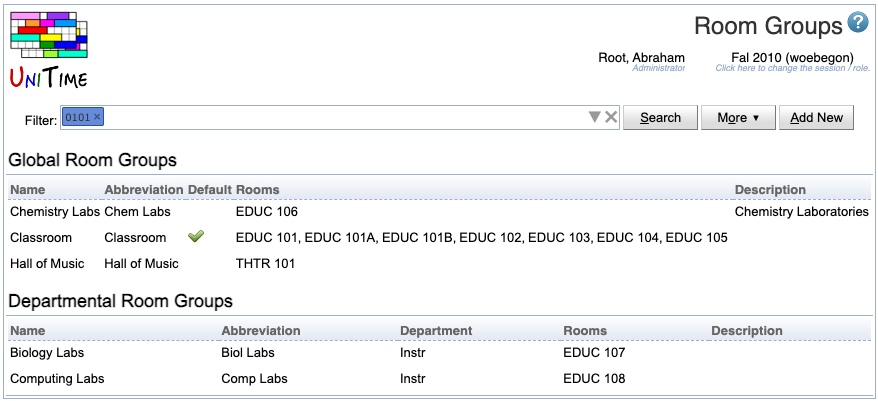 UNITIME
Room Groups ?
Root, Abraham Fal 2010 (woebegon)
Administrator Click here to change the session / role.
Filter: 0101 × Search More ▼ Add New
Global Room Groups
Name Abbreviation Default Rooms Description
Chemistry Labs Chem Labs EDUC 106 Chemistry Laboratories
Classroom Classroom EDUC 101, EDUC 101A, EDUC 101B, EDUC 102, EDUC 103, EDUC 104, EDUC 105
Hall of Music Hall of Music THTR 101
Departmental Room Groups
Name Abbreviation Department Rooms Description
Biology Labs Biol Labs Instr EDUC 107
Computing Labs Comp Labs Instr EDUC 108